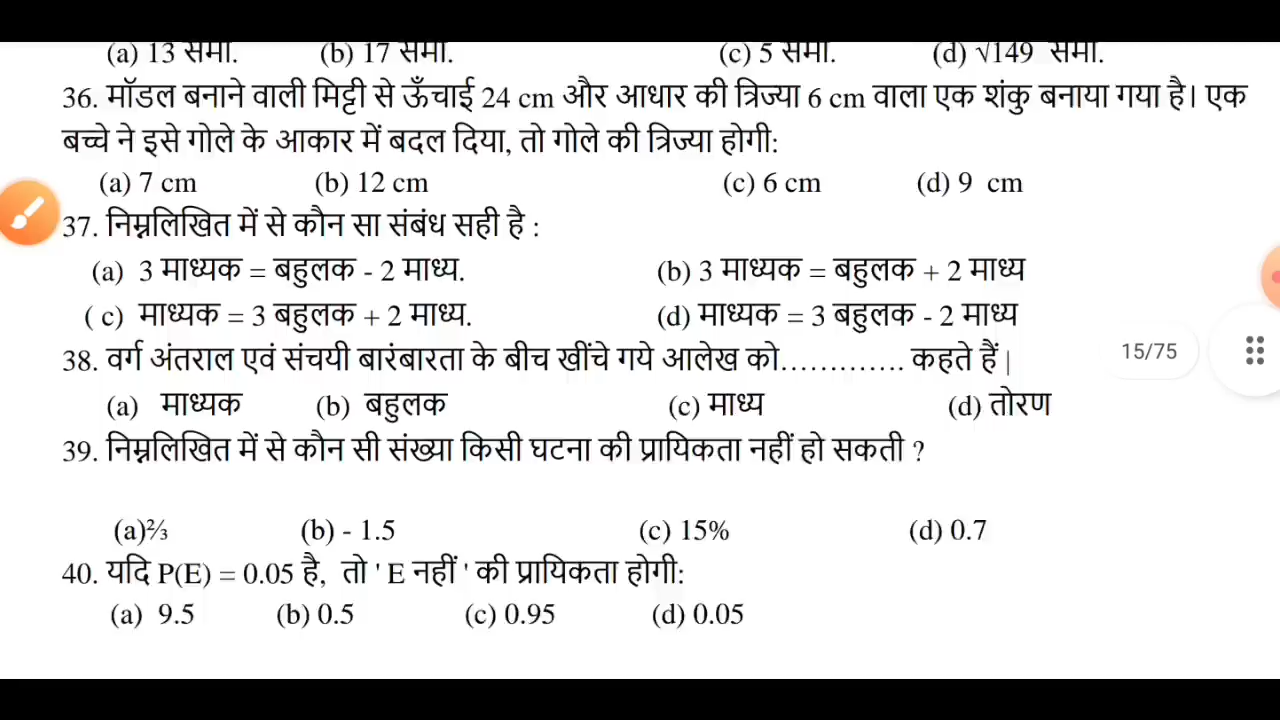 (a) 13 समी. (b) 17 समी. (c) 5 समी. (d) √149 समी.
36. मॉडल बनाने वाली मिट्टी से ऊँचाई 24 cm और आधार की त्रिज्या 6 cm वाला एक शंकु बनाया गया है। एक
बच्चे ने इसे गोले के आकार में बदल दिया, तो गोले की त्रिज्या होगी:
(a) 7 cm (b) 12 cm (c) 6 cm (d) 9 cm
37. निम्नलिखित में से कौन सा संबंध सही है :
(a) 3 माध्यक = बहुलक - 2 माध्य. (b) 3 माध्यक = बहुलक + 2 माध्य
( c) माध्यक = 3 बहुलक + 2 माध्य. (d) माध्यक = 3 बहुलक - 2 माध्य
38. वर्ग अंतराल एवं संचयी बारंबारता के बीच खींचे गये आलेख को............. कहते हैं |
15/75
(a) माध्यक (b) बहुलक (c) माध्य (d) तोरण
39. निम्नलिखित में से कौन सी संख्या किसी घटना की प्रायिकता नहीं हो सकती ?
(a)⅔ (b) - 1.5 (c) 15% (d) 0.7
40. यदि P(E) = 0.05 है, तो ' E नहीं ' की प्रायिकता होगी:
(a) 9.5 (b) 0.5 (c) 0.95 (d) 0.05